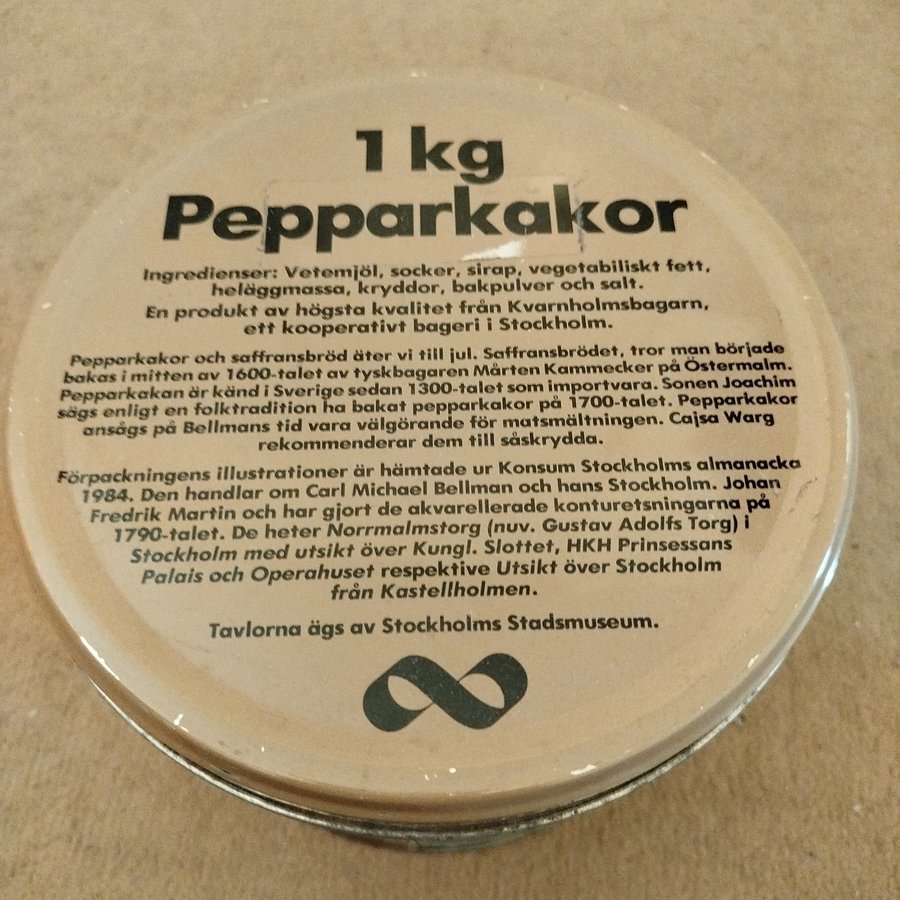 1 kg
Pepparkakor
Ingredienser: Vetemjöl, socker, sirap, vegetabiliskt fett,
heläggmassa, kryddor, bakpulver och salt.
En produkt av högsta kvalitet från Kvarnholmsbagarn,
ett kooperativt bageri i Stockholm.
Pepparkakor och saffransbröd äter vi till jul. Saffransbrödet, tror man började
bakas i mitten av 1600-talet av tyskbagaren Mårten Kammecker på Östermalm.
Pepparkakan är känd i Sverige sedan 1300-talet som importvara. Sonen Joachim
sägs enligt en folktradition ha bakat pepparkakor på 1700-talet. Pepparkakor
ansågs på Bellmans tid vara välgörande för matsmältningen. Cajsa Warg
rekommenderar dem till såskrydda.
Förpackningens illustrationer är hämtade ur Konsum Stockholms almanacka
1984. Den handlar om Carl Michael Bellman och hans Stockholm. Johan
Fredrik Martin och har gjort de akvarellerade konturetsningarna på
1790-talet. De heter Norrmalmstorg (nuv. Gustav Adolfs Torg) i
Stockholm med utsikt över Kungl. Slottet, HKH Prinsessans
Palais och Operahuset respektive Utsikt över Stockholm
från Kastellholmen.
Tavlorna ägs av Stockholms Stadsmuseum.